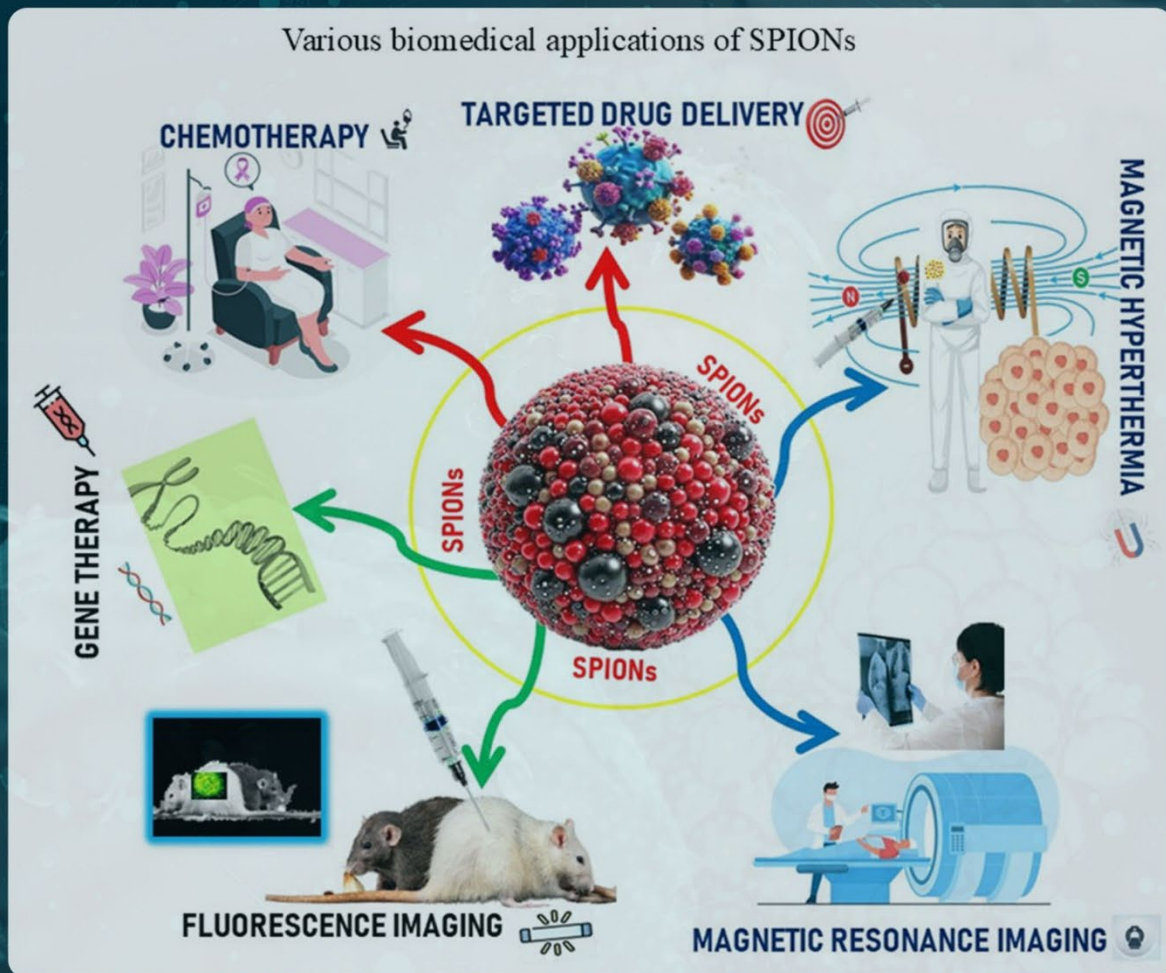 Various biomedical applications of SPIONs
TARGETED DRUG DELIVERY
CHEMOTHERAPY
MAGNETIC HYPERTHERMIA
N
S
SPIONs
SPIONs
GENE THERAPY
SPIONs
FLUORESCENCE IMAGING
MAGNETIC RESONANCE IMAGING